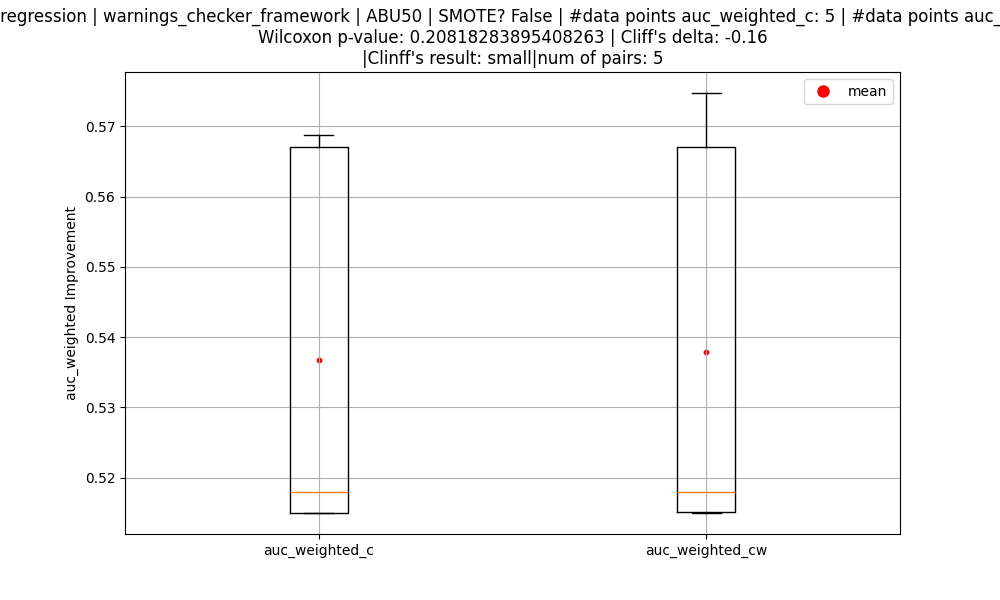 regression | warnings_checker_framework | ABU50 | SMOTE? False | #data points auc_weighted_c: 5 | #data points auc_
Wilcoxon p-value: 0.20818283895408263 | Cliff's delta: -0.16
|Clinff's result: small|num of pairs: 5
mean
0.57
0.56
0.55
0.54
0.53
0.52
auc_weighted Improvement
auc_weighted_c
auc_weighted_cw